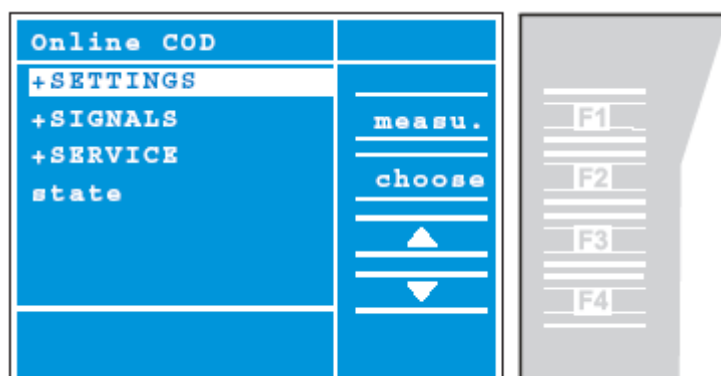 Online COD
+SETTINGS
+SIGNALS
+SERVICE
state
measu.
choose
F1
F2
F3
F4